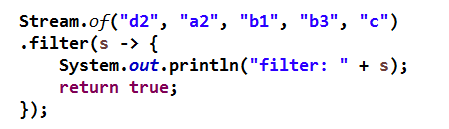 Stream.of("d2", "a2", "b1", "b3", "c")
.filter(s -> {
    System.out.println("filter: " + s);
    return true;
});